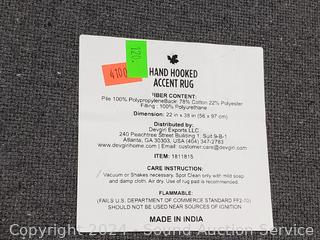 120.
4100
HAND HOOKED
ACCENT RUG
FIBER CONTENT:
Pile 100% PolypropyleneBack: 78% Cotton 22% Polyester
Filling : 100% Polyurethane
Dimension: 22 in x 38 in (56 x 97 cm)
Distributed by:
Devgiri Exports LLC
240 Peachtree Street Building 1, Suit 9-B-1
Atlanta, GA 30303, USA (404) 347-2783
www.devgirihome.com Email: customer.care@devgiri.com
ITEM: 1811815
CARE INSTRUCTION:
Vacuum or Shakes necessary. Spot Clean only with mild soap
and damp cloth. Air dry. Use of rug pad is recommended.
FLAMMABLE:
(FAILS U.S. DEPARTMENT OF COMMERCE STANDARD FF2-70)
SHOULD NOT BE USED NEAR SOURCES OF IGNITION
MADE IN INDIA
Copyright 2024 Sound Auction Service